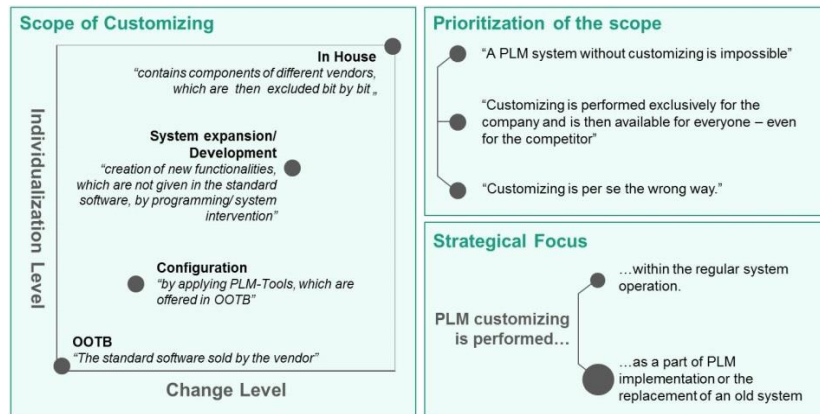 Scope of Customizing
In House
“contains components of different vendors,
which are then excluded bit by bit „
System expansion/
Development
“creation of new functionalities,
which are not given in the standard
software, by programming/ system
intervention”
Configuration
“by applying PLM-Tools, which are
offered in OOTB”
OOTB
“The standard software sold by the vendor”
Individualization Level
Change Level
Prioritization of the scope
“A PLM system without customizing is impossible”
“Customizing is performed exclusively for the
company and is then available for everyone – even
for the competitor”
“Customizing is per se the wrong way.”
Strategical Focus
PLM customizing
is performed…
…within the regular system
operation.
…as a part of PLM
implementation or the
replacement of an old system